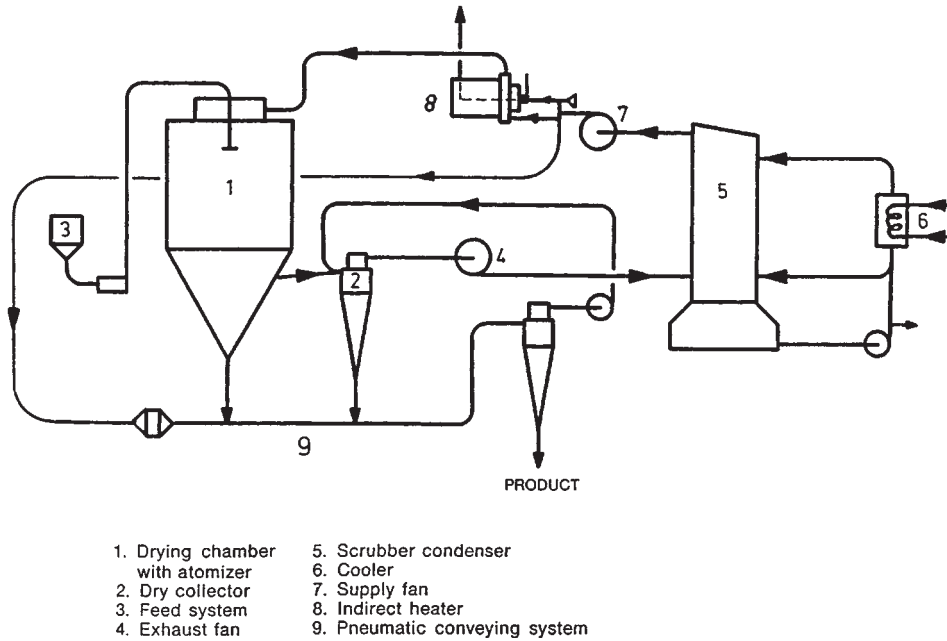 8
7
1
5
3
6
4
2
9
PRODUCT
1. Drying chamber
with atomizer
2. Dry collector
3. Feed system
4. Exhaust fan
5. Scrubber condenser
6. Cooler
7. Supply fan
8. Indirect heater
9. Pneumatic conveying system